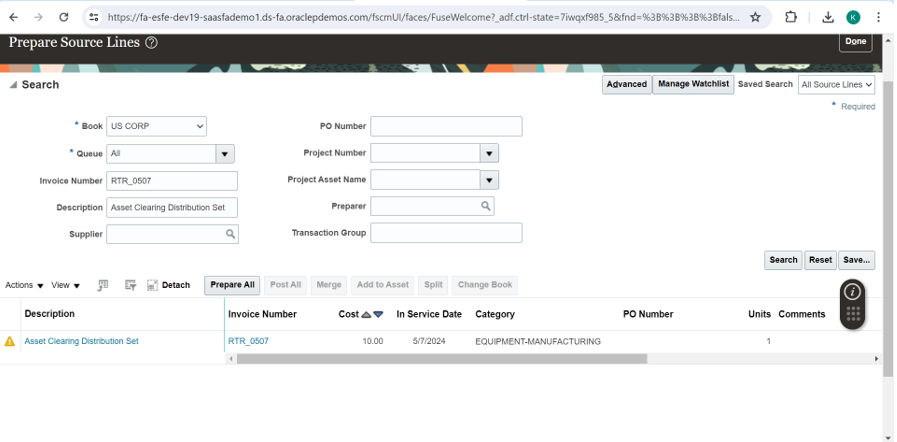 https://fa-esfe-dev19-saasfademo1.ds-fa.oraclepdemos.com/fscmUI/faces/FuseWelcome?_adf.ctrl-state=7iwqxf985_5&fnd=%3B%3B%3B%3Bfals...
K
Prepare Source Lines ?
Done
Search
Advanced Manage Watchlist Saved Search All Source Lines
* Required
* Book US CORP PO Number
* Queue All Project Number
Invoice Number RTR_0507 Project Asset Name
Description Asset Clearing Distribution Set Preparer
Supplier Transaction Group
Search Reset Save...
Actions View Detach Prepare All Post All Merge Add to Asset Split Change Book
Description Invoice Number Cost In Service Date Category PO Number Units Comments
Asset Clearing Distribution Set RTR_0507 10.00 5/7/2024 EQUIPMENT-MANUFACTURING 1